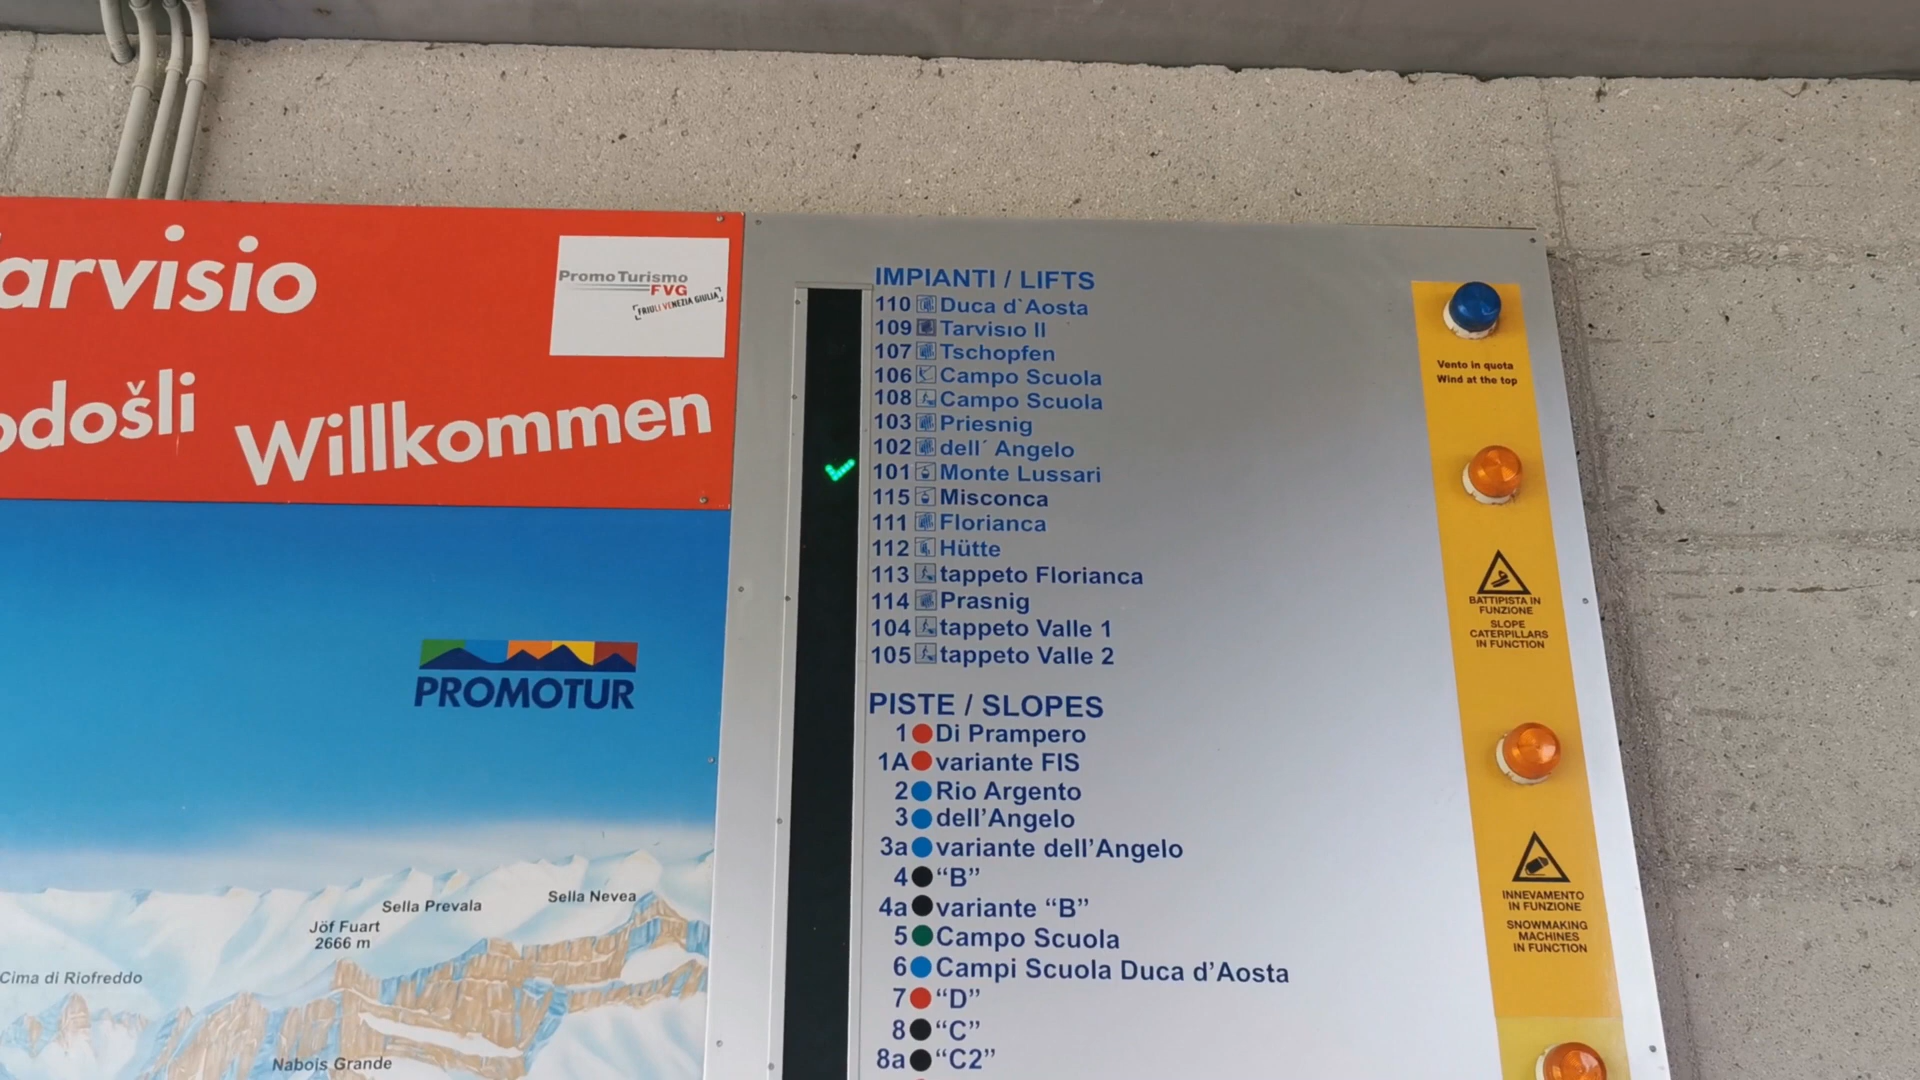 arvisio
PromoTurismo
FVG
FRIULI VENEZIA GIULIA
odošli
Willkommen
PROMOTUR
Sella Nevea
Sella Prevala
Jöf Fuart
2666 m
Cima di Riofreddo
Nabois Grande
IMPIANTI / LIFTS
110 Duca d`Aosta
109 Tarvisio II
107 Tschopfen
106 Campo Scuola
108 Campo Scuola
103 Priesnig
102 dell´ Angelo
101 Monte Lussari
115 Misconca
111 Florianca
112 Hütte
113 tappeto Florianca
114 Prasnig
104 tappeto Valle 1
105 tappeto Valle 2
PISTE / SLOPES
1 Di Prampero
1A variante FIS
2 Rio Argento
3 dell’Angelo
3a variante dell’Angelo
4 “B”
4a variante “B”
5 Campo Scuola
6 Campi Scuola Duca d’Aosta
7 “D”
8 “C”
8a “C2”
Vento in quota
Wind at the top
BATTIPISTA IN
FUNZIONE
SLOPE
CATERPILLARS
IN FUNCTION
INNEVAMENTO
IN FUNZIONE
SNOWMAKING
MACHINES
IN FUNCTION